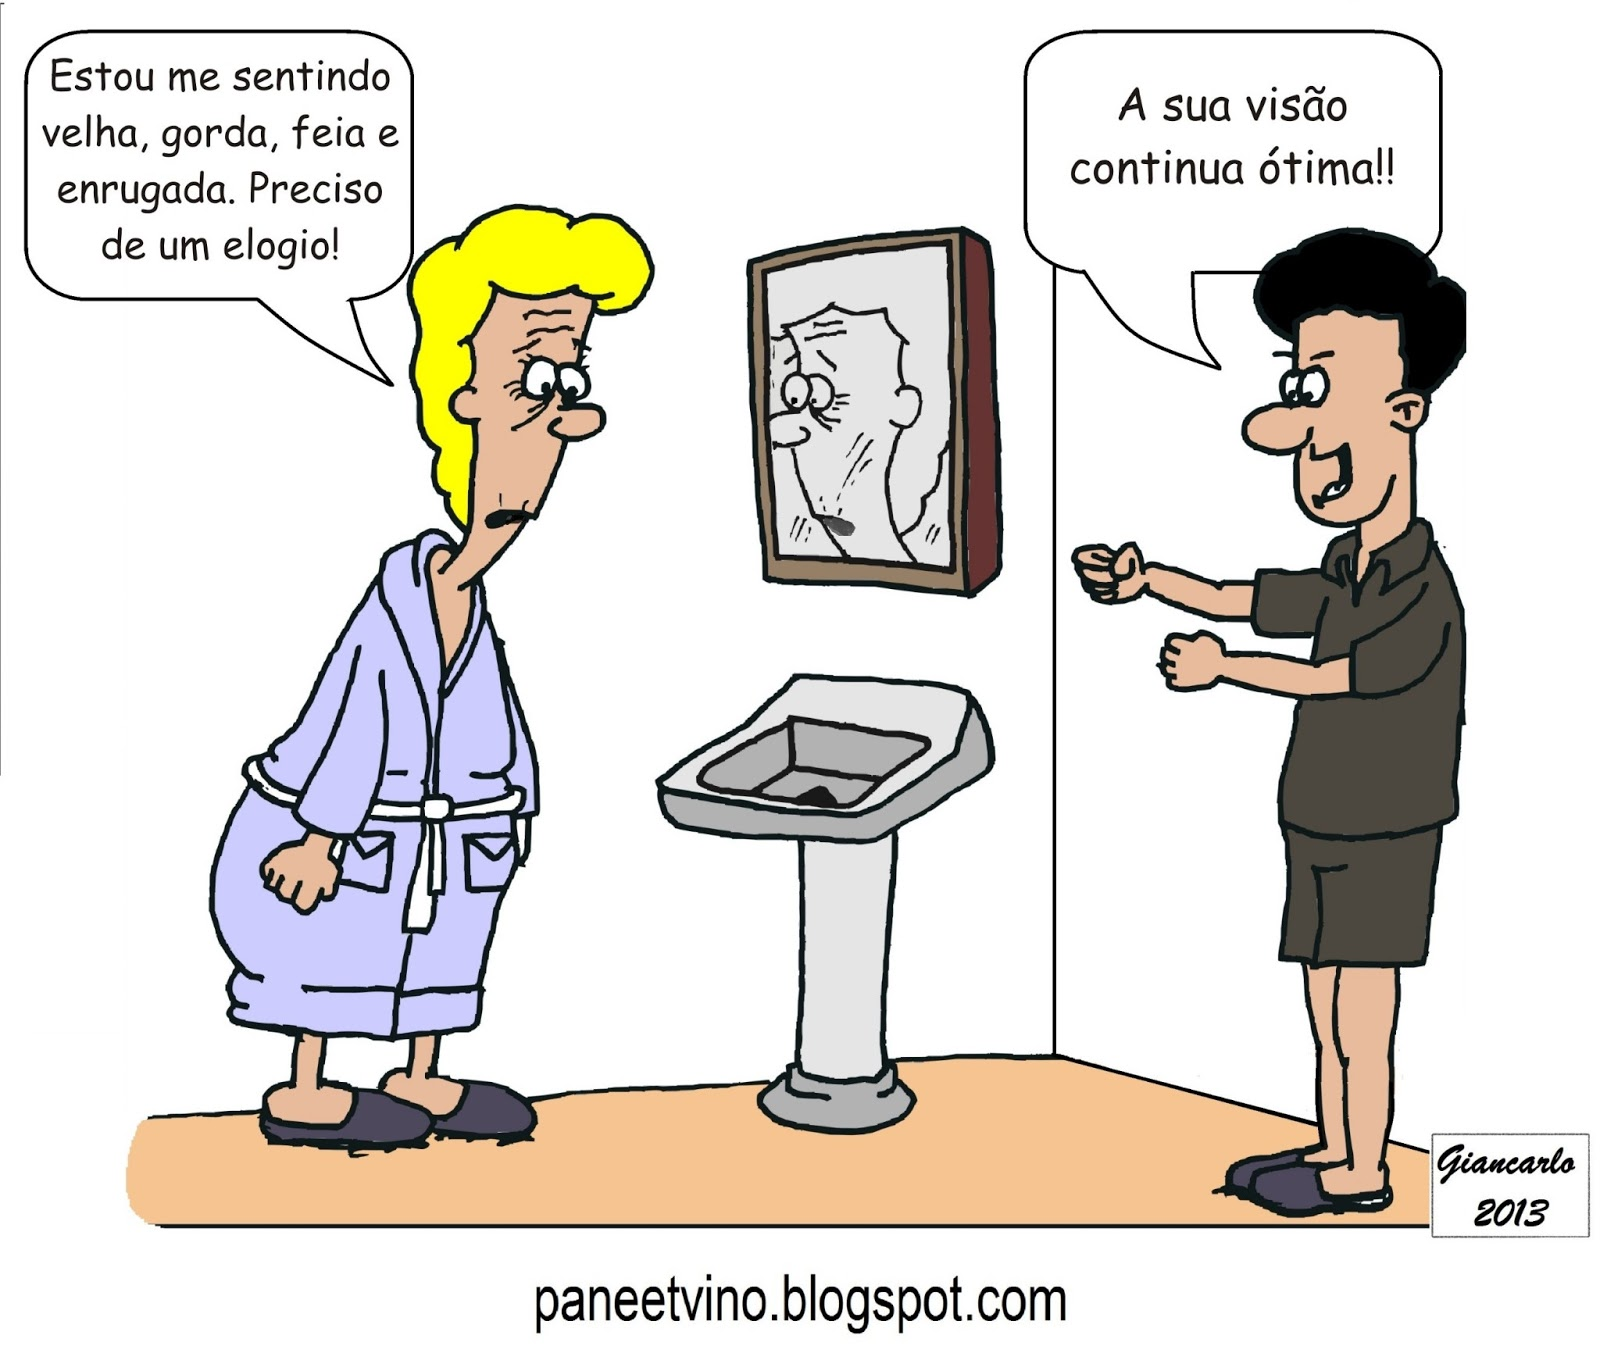 Estou me sentindo
velha, gorda, feia e
enrugada. Preciso
de um elogio!
A sua visão
continua ótima!!
Giancarlo
2013
paneetvino.blogspot.com